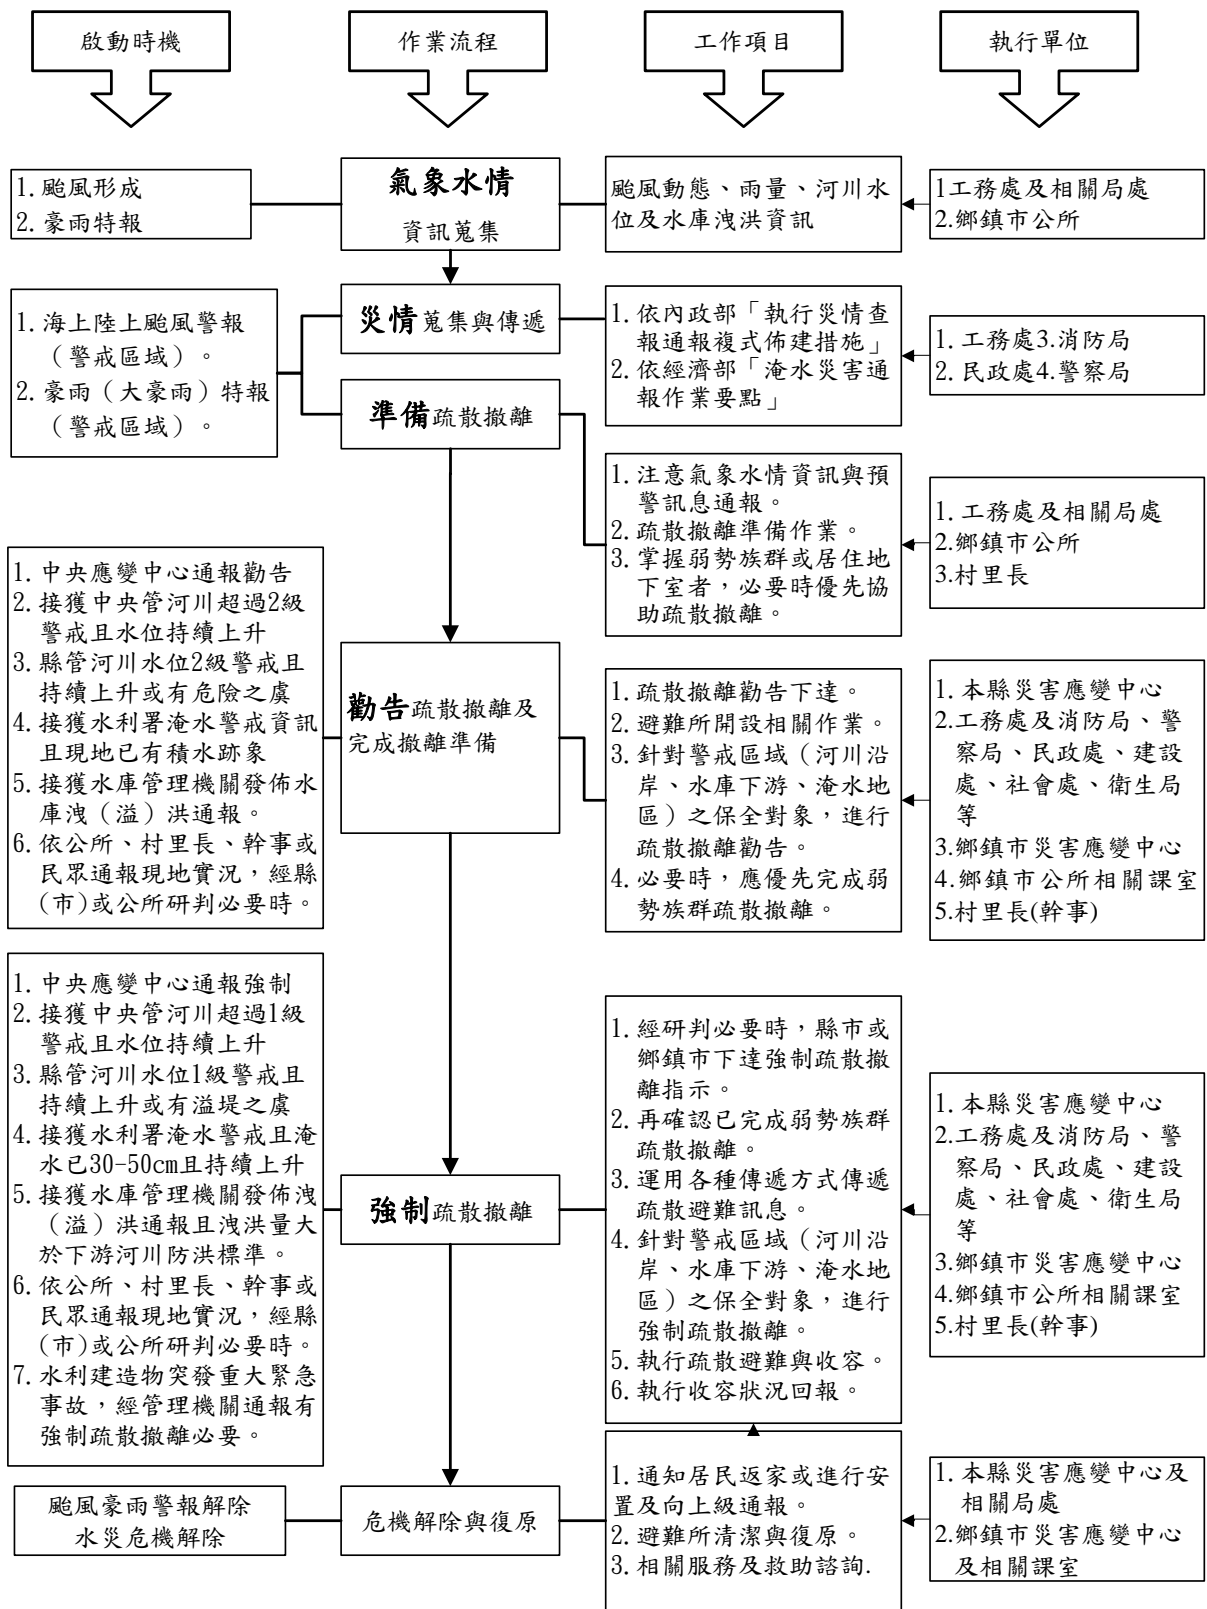 啟動時機
作業流程
工作項目
執行單位
1.颱風形成
2.豪雨特報
氣象水情
資訊蒐集
颱風動態、雨量、河川水
位及水庫洩洪資訊
1工務處及相關局處
2.鄉鎮市公所
1.海上陸上颱風警報
（警戒區域）。
2.豪雨（大豪雨）特報
（警戒區域）。
災情蒐集與傳遞
準備疏散撤離
1.依內政部「執行災情查
報通報複式佈建措施」
2.依經濟部「淹水災害通
報作業要點」
1.工務處3.消防局
2.民政處4.警察局
1.注意氣象水情資訊與預
警訊息通報。
2.疏散撤離準備作業。
3.掌握弱勢族群或居住地
下室者，必要時優先協
助疏散撤離。
1.工務處及相關局處
2.鄉鎮市公所
3.村里長
1.中央應變中心通報勸告
2.接獲中央管河川超過2級
警戒且水位持續上升
3.縣管河川水位2級警戒且
持續上升或有危險之虞
4.接獲水利署淹水警戒資訊
且現地已有積水跡象
5.接獲水庫管理機關發佈水
庫洩（溢）洪通報。
6.依公所、村里長、幹事或
民眾通報現地實況，經縣
(市)或公所研判必要時。
勸告疏散撤離及
完成撤離準備
1.疏散撤離勸告下達。
2.避難所開設相關作業。
3.針對警戒區域（河川沿
岸、水庫下游、淹水地
區）之保全對象，進行
疏散撤離勸告。
4.必要時，應優先完成弱
勢族群疏散撤離。
1.本縣災害應變中心
2.工務處及消防局、警
察局、民政處、建設
處、社會處、衛生局
等
3.鄉鎮市災害應變中心
4.鄉鎮市公所相關課室
5.村里長(幹事)
1.中央應變中心通報強制
2.接獲中央管河川超過1級
警戒且水位持續上升
3.縣管河川水位1級警戒且
持續上升或有溢堤之虞
4.接獲水利署淹水警戒且淹
水已30-50cm且持續上升
5.接獲水庫管理機關發佈洩
（溢）洪通報且洩洪量大
於下游河川防洪標準。
6.依公所、村里長、幹事或
民眾通報現地實況，經縣
(市)或公所研判必要時。
7.水利建造物突發重大緊急
事故，經管理機關通報有
強制疏散撤離必要。
強制疏散撤離
1.經研判必要時，縣市或
鄉鎮市下達強制疏散撤
離指示。
2.再確認已完成弱勢族群
疏散撤離。
3.運用各種傳遞方式傳遞
疏散避難訊息。
4.針對警戒區域（河川沿
岸、水庫下游、淹水地
區）之保全對象，進行
強制疏散撤離。
5.執行疏散避難與收容。
6.執行收容狀況回報。
1.本縣災害應變中心
2.工務處及消防局、警
察局、民政處、建設
處、社會處、衛生局
等
3.鄉鎮市災害應變中心
4.鄉鎮市公所相關課室
5.村里長(幹事)
颱風豪雨警報解除
水災危機解除
危機解除與復原
1.通知居民返家或進行安
置及向上級通報。
2.避難所清潔與復原。
3.相關服務及救助諮詢.
1.本縣災害應變中心及
相關局處
2.鄉鎮市災害應變中心
及相關課室